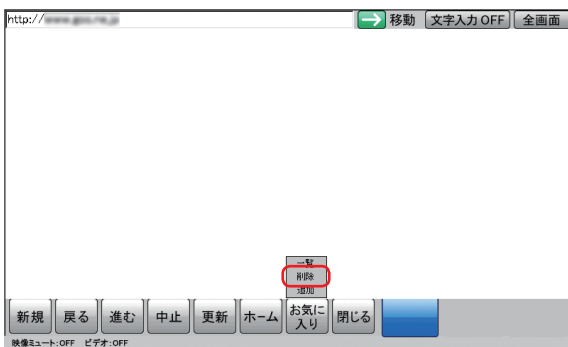 http://
移動 文字入力 OFF 全画面
一覧
削除
追加
新規 戻る 進む 中止 更新 ホーム お気に入り 閉じる
映像ミュート:OFF ビデオ:OFF